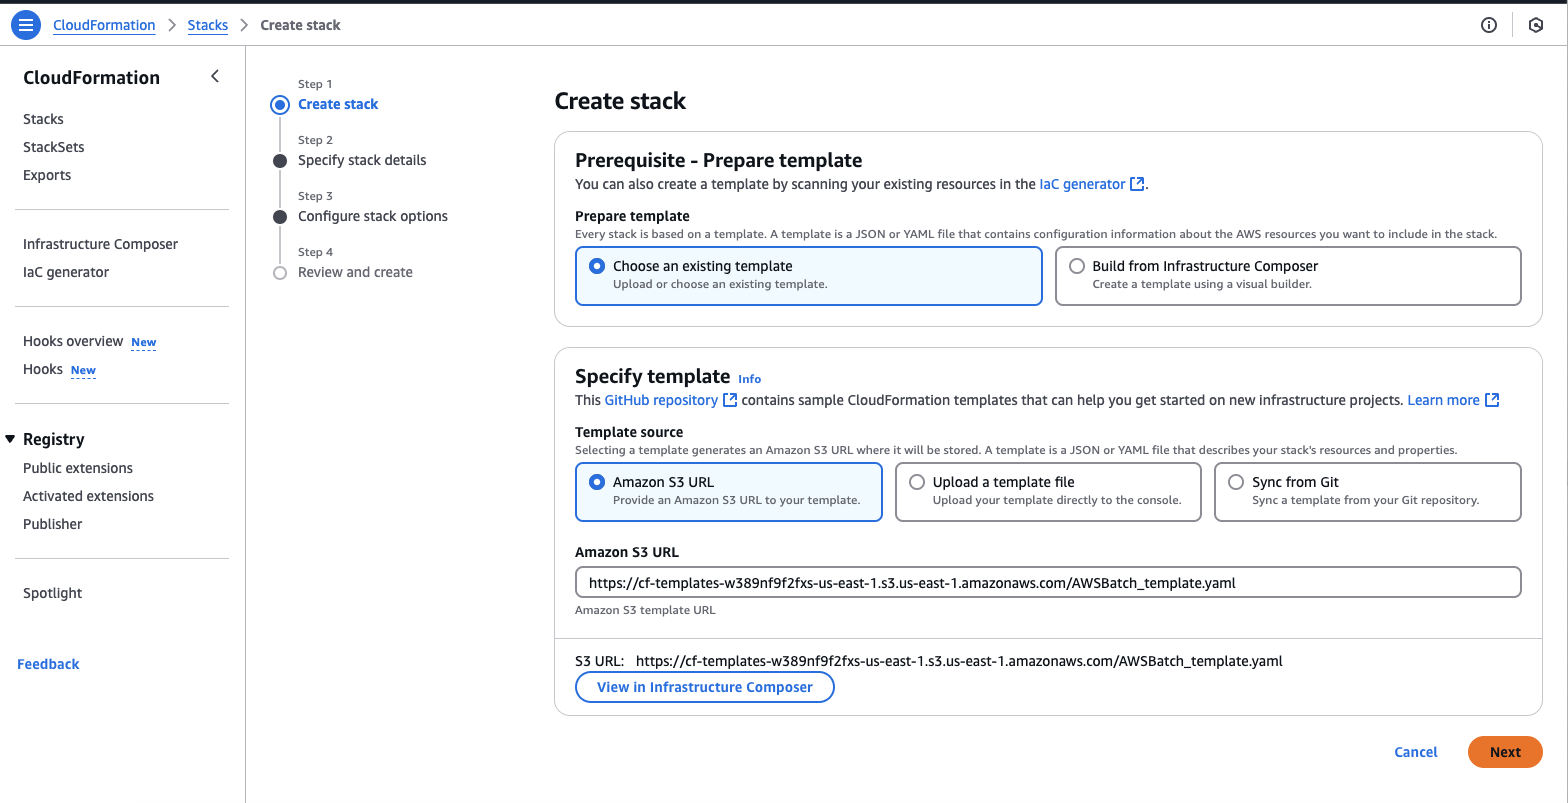 CloudFormation > Stacks > Create stack
CloudFormation
Stacks
StackSets
Exports
Infrastructure Composer
IaC generator
Hooks overview New
Hooks New
Registry
Public extensions
Activated extensions
Publisher
Spotlight
Feedback
Step 1
Create stack
Step 2
Specify stack details
Step 3
Configure stack options
Step 4
Review and create
Create stack
Prerequisite - Prepare template
You can also create a template by scanning your existing resources in the IaC generator.
Prepare template
Every stack is based on a template. A template is a JSON or YAML file that contains configuration information about the AWS resources you want to include in the stack.
Choose an existing template
Upload or choose an existing template.
Build from Infrastructure Composer
Create a template using a visual builder.
Specify template Info
This GitHub repository contains sample CloudFormation templates that can help you get started on new infrastructure projects. Learn more
Template source
Selecting a template generates an Amazon S3 URL where it will be stored. A template is a JSON or YAML file that describes your stack's resources and properties.
Amazon S3 URL
Provide an Amazon S3 URL to your template.
Upload a template file
Upload your template directly to the console.
Sync from Git
Sync a template from your Git repository.
Amazon S3 URL
https://cf-templates-w389nf9f2fxs-us-east-1.s3.us-east-1.amazonaws.com/AWSBatch_template.yaml
Amazon S3 template URL
S3 URL: https://cf-templates-w389nf9f2fxs-us-east-1.s3.us-east-1.amazonaws.com/AWSBatch_template.yaml
View in Infrastructure Composer
Cancel
Next